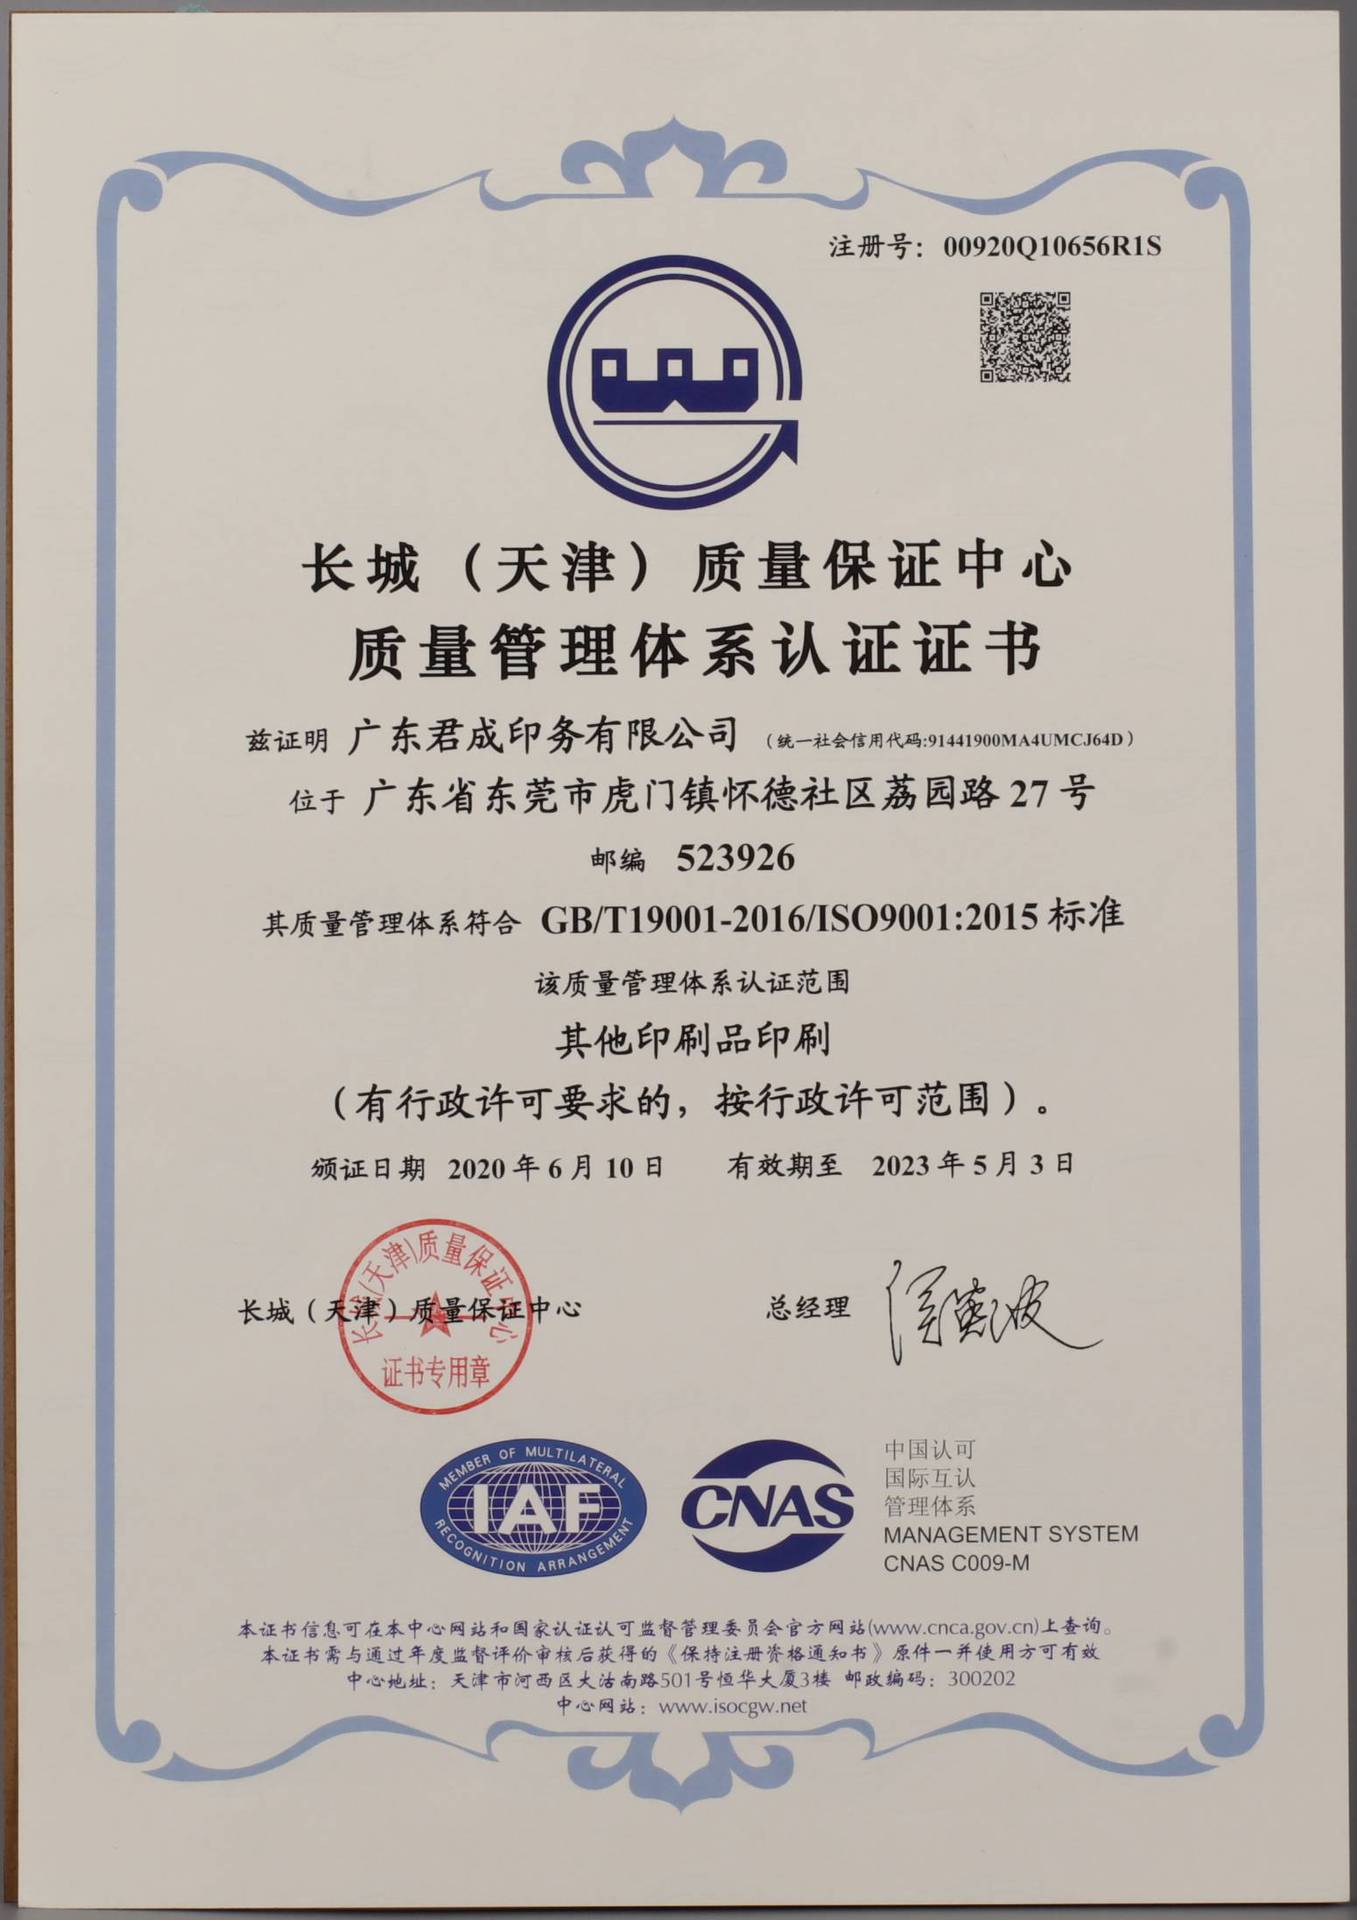 注册号：00920Q10656R1S
长城（天津）质量保证中心
质量管理体系认证证书
兹证明 广东君成印务有限公司 （统一社会信用代码:91441900MA4UMCJ64D）
位于 广东省东莞市虎门镇怀德社区荔园路 27 号
邮编 523926
其质量管理体系符合 GB/T19001-2016/ISO9001:2015 标准
该质量管理体系认证范围
其他印刷品印刷
（有行政许可要求的，按行政许可范围）。
颁证日期 2020 年 6 月 10 日 有效期至 2023 年 5 月 3 日
长城（天津）质量保证中心
证书专用章
长城（天津）质量保证中心 总经理
MEMBER OF MULTILATERAL
IAF
RECOGNITION ARRANGEMENT
CNAS
中国认可
国际互认
管理体系
MANAGEMENT SYSTEM
CNAS C009-M
本证书信息可在本中心网站和国家认证认可监督管理委员会官方网站(www.cnca.gov.cn)上查询。
本证书需与通过年度监督评价审核后获得的《保持注册资格通知书》原件一并使用方可有效
中心地址：天津市河西区大沽南路501号恒华大厦3楼 邮政编码：300202
中心网站：www.isocgw.net